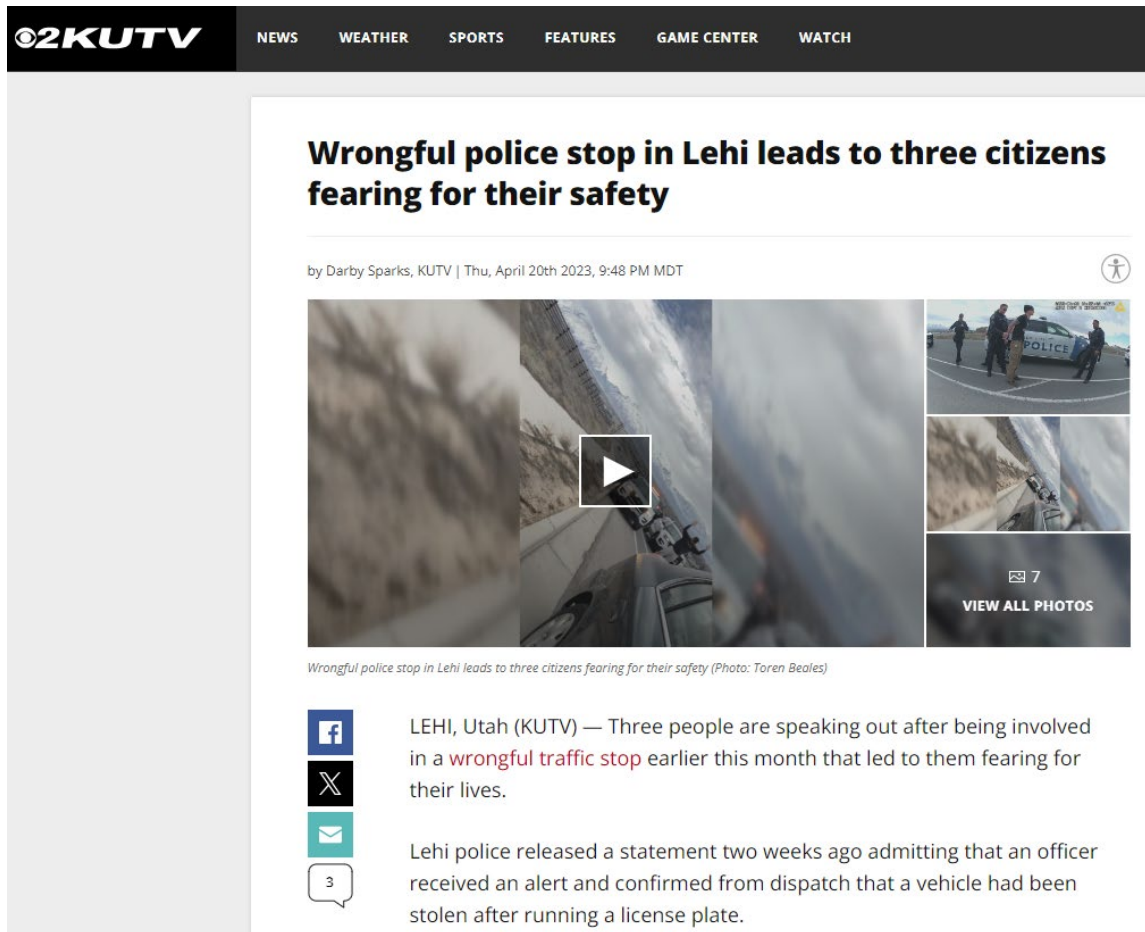 2KUTV
NEWS WEATHER SPORTS FEATURES GAME CENTER WATCH
Wrongful police stop in Lehi leads to three citizens
fearing for their safety
by Darby Sparks, KUTV | Thu, April 20th 2023, 9:48 PM MDT
POLICE
7
VIEW ALL PHOTOS
Wrongful police stop in Lehi leads to three citizens fearing for their safety (Photo: Toren Beales)
LEHI, Utah (KUTV) — Three people are speaking out after being involved
in a wrongful traffic stop earlier this month that led to them fearing for
their lives.
3
Lehi police released a statement two weeks ago admitting that an officer
received an alert and confirmed from dispatch that a vehicle had been
stolen after running a license plate.